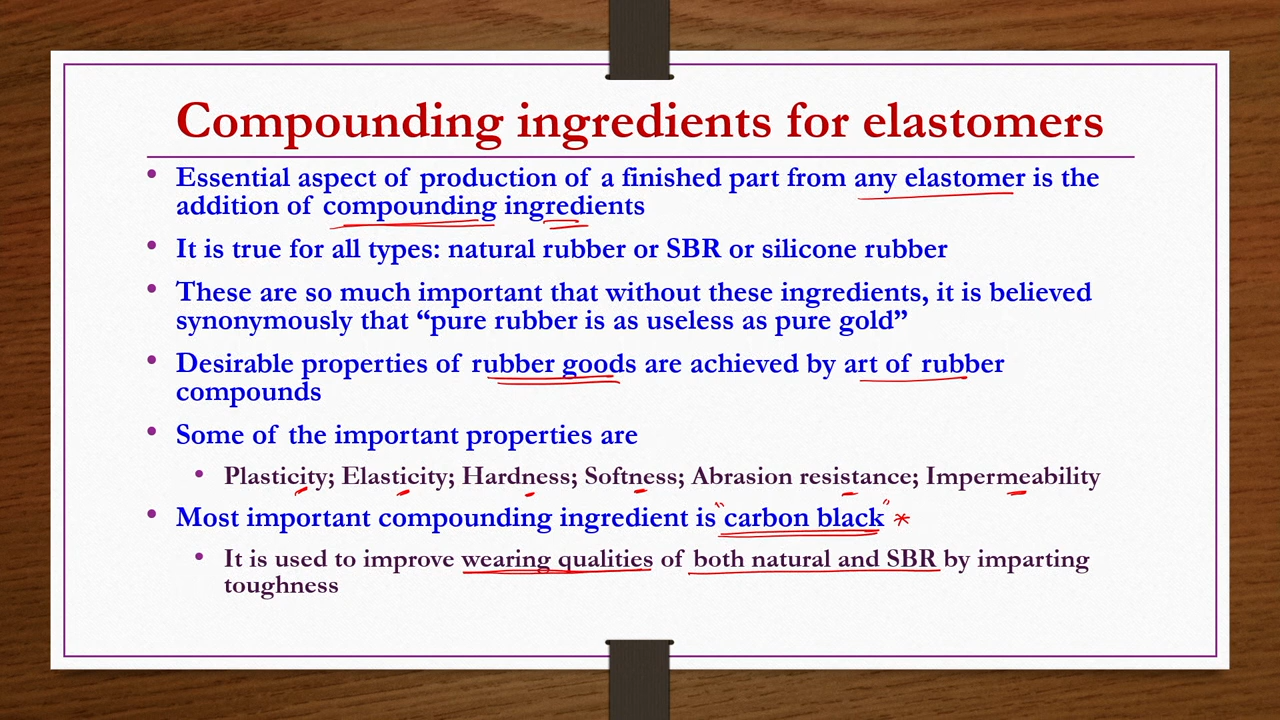 Compounding ingredients for elastomers
• Essential aspect of production of a finished part from any elastomer is the
addition of compounding ingredients
• It is true for all types: natural rubber or SBR or silicone rubber
• These are so much important that without these ingredients, it is believed
synonymously that “pure rubber is as useless as pure gold”
• Desirable properties of rubber goods are achieved by art of rubber
compounds
• Some of the important properties are
• Plasticity; Elasticity; Hardness; Softness; Abrasion resistance; Impermeability
• Most important compounding ingredient is "carbon black" *
• It is used to improve wearing qualities of both natural and SBR by imparting
toughness